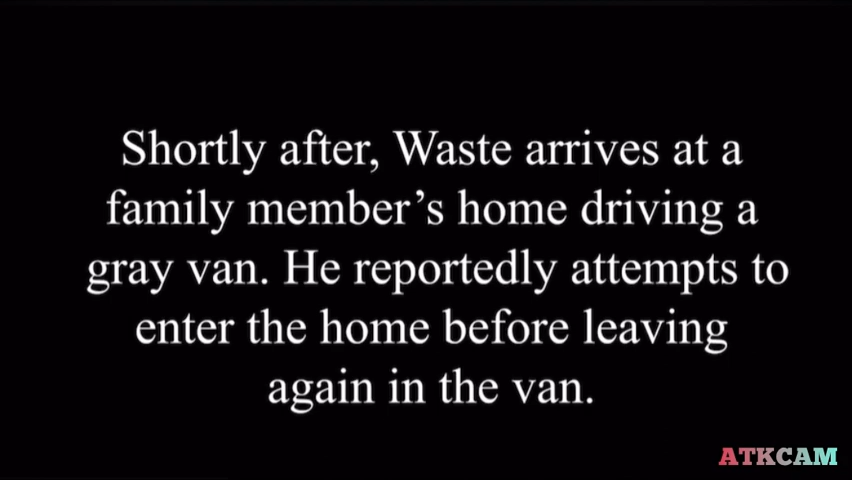 Shortly after, Waste arrives at a
family member’s home driving a
gray van. He reportedly attempts to
enter the home before leaving
again in the van.
ATKCAM